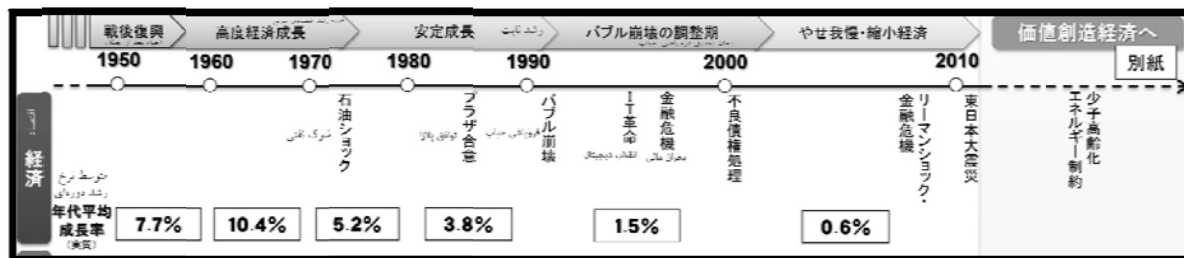 戦後復興
高度経済成長
安定成長
رشد ثابت
バブル崩壊の調整期
やせ我慢・縮小経済
価値創造経済へ
別紙
1950
1960
1970
1980
1990
2000
2010
経済
اقتصاد
石油ショック
شوک نفتی
プラザ合意
توافق پلازا
バブル崩壊
فروپاشی حباب
IT革命
انقلاب دیجیتال
金融危機
بحران مالی
不良債権処理
リーマンショック・
金融危機
東日本大震災
少子高齢化
エネルギー制約
متوسط نرخ
رشد دوره‌ای
年代平均
成長率
(実質)
7.7%
10.4%
5.2%
3.8%
1.5%
0.6%